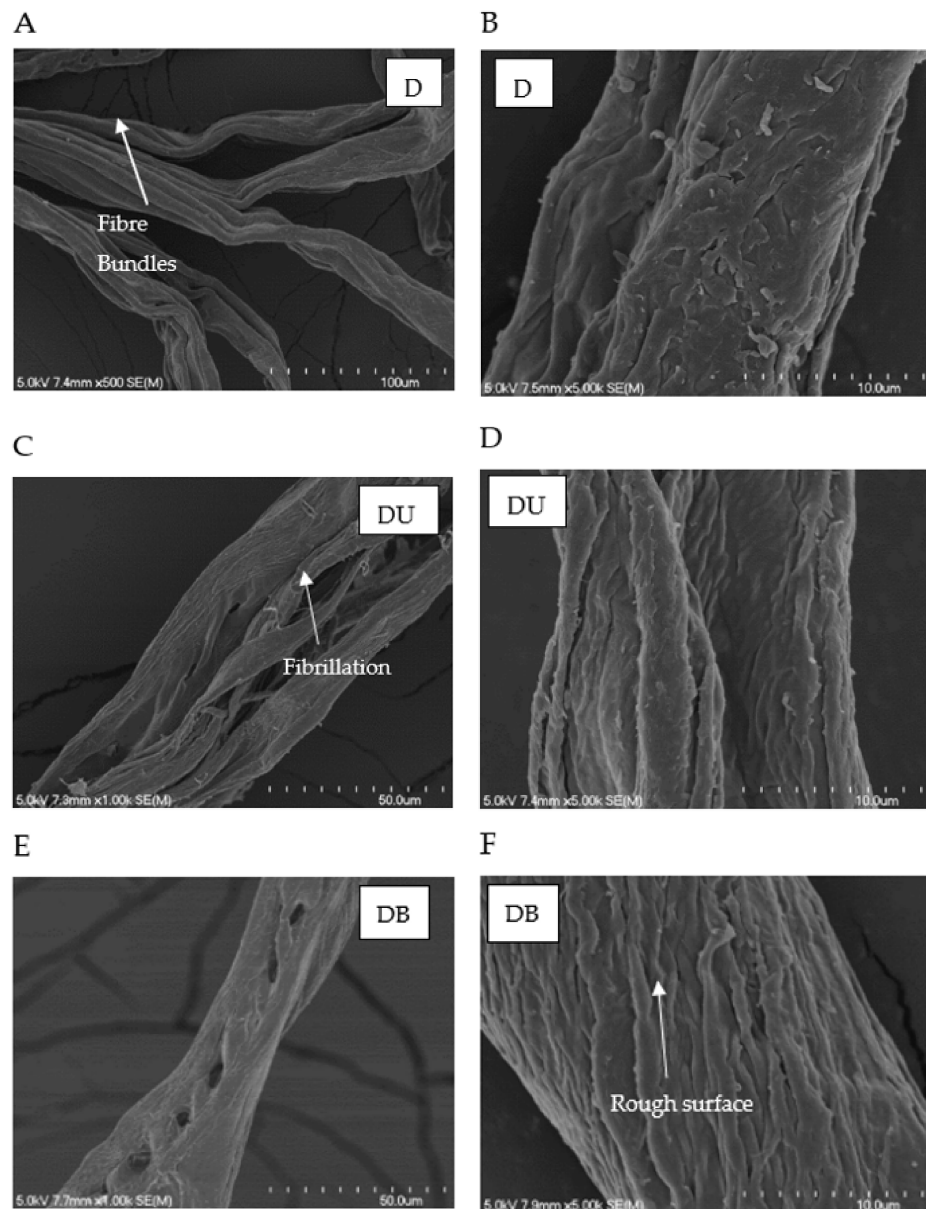 A
B
D
D
Fibre
Bundles
5.0kV 7.4mm x500 SE(M)
100um
5.0kV 7.5mm x5.00k SE(M)
10.0um
C
D
DU
DU
Fibrillation
5.0kV 7.3mm x1.00k SE(M)
50.0um
5.0kV 7.4mm x5.00k SE(M)
10.0um
E
F
DB
DB
Rough surface
5.0kV 7.7mm x1.00k SE(M)
50.0um
5.0kV 7.9mm x5.00k SE(M)
10.0um